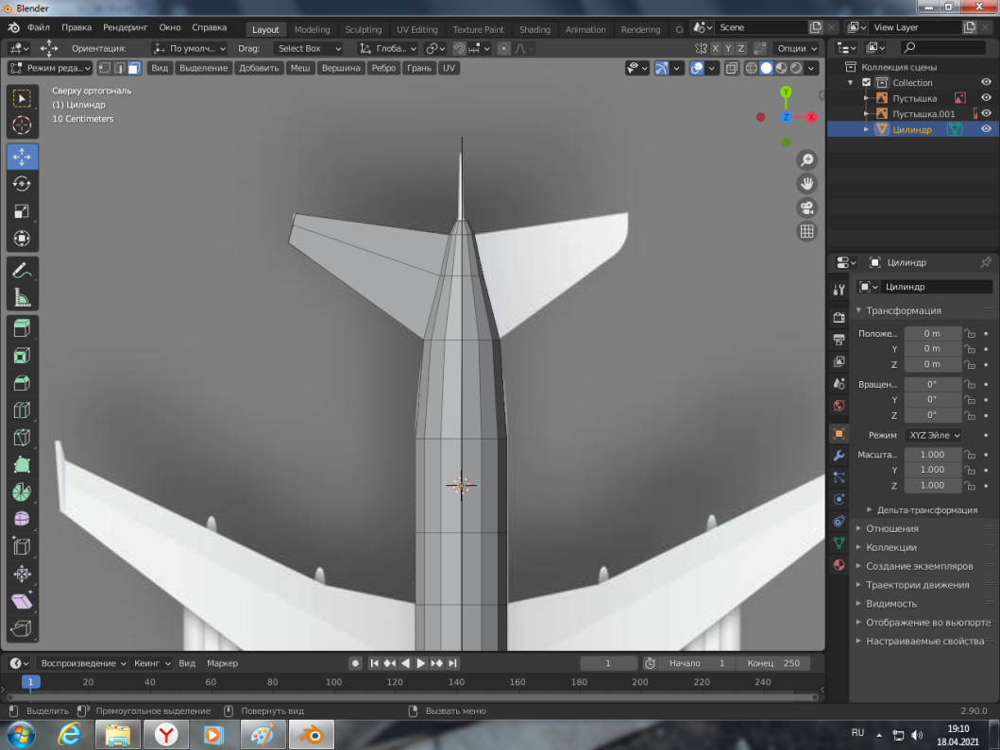 Blender
Файл Правка Рендеринг Окно Справка Layout Modeling Sculpting UV Editing Texture Paint Shading Animation Rendering Scene View Layer
Ориентация: По умолч... Drag: Select Box Глоба... X Y Z Опции
Режим реда... Вид Выделение Добавить Меш Вершина Ребро Грань UV
Сверху ортогональ
(1) Цилиндр
10 Centimeters
Y
Z X
Коллекция сцены
Collection
Пустышка
Пустышка.001
Цилиндр
Цилиндр
Цилиндр
Трансформация
Положе... 0 m
Y 0 m
Z 0 m
Вращен... 0°
Y 0°
Z 0°
Режим XYZ Эйле
Масшта... 1.000
Y 1.000
Z 1.000
Дельта-трансформация
Отношения
Коллекции
Создание экземпляров
Траектории движения
Видимость
Отображение во вьюпорте
Настраиваемые свойства
Воспроизведение Кеинг Вид Маркер 1 Начало 1 Конец 250
1 20 40 60 80 100 120 140 160 180 200 220 240
Выделить Прямоугольное выделение Повернуть вид Вызвать меню 2.90.0
RU 19:10
18.04.2021